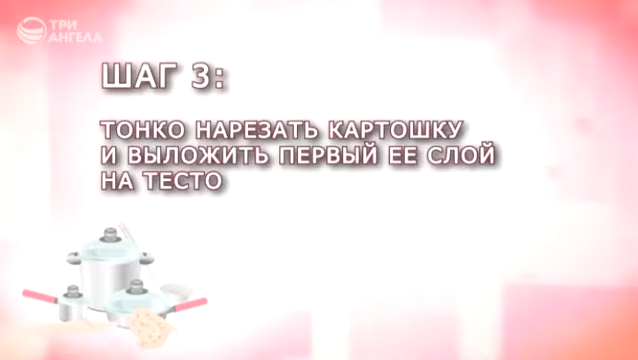 ТРИ
АНГЕЛА
ШАГ 3:
ТОНКО НАРЕЗАТЬ КАРТОШКУ
И ВЫЛОЖИТЬ ПЕРВЫЙ ЕЕ СЛОЙ
НА ТЕСТО